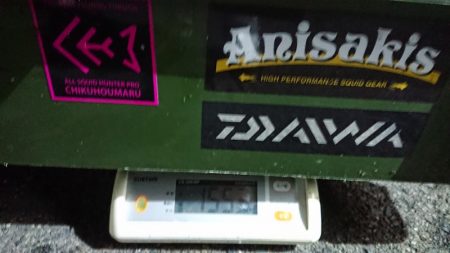 ALL SQUID HUNTER PRO
CHIKUHOUMARU
Anisakis
HIGH PERFORMANCE SQUID GEAR
DAIWA